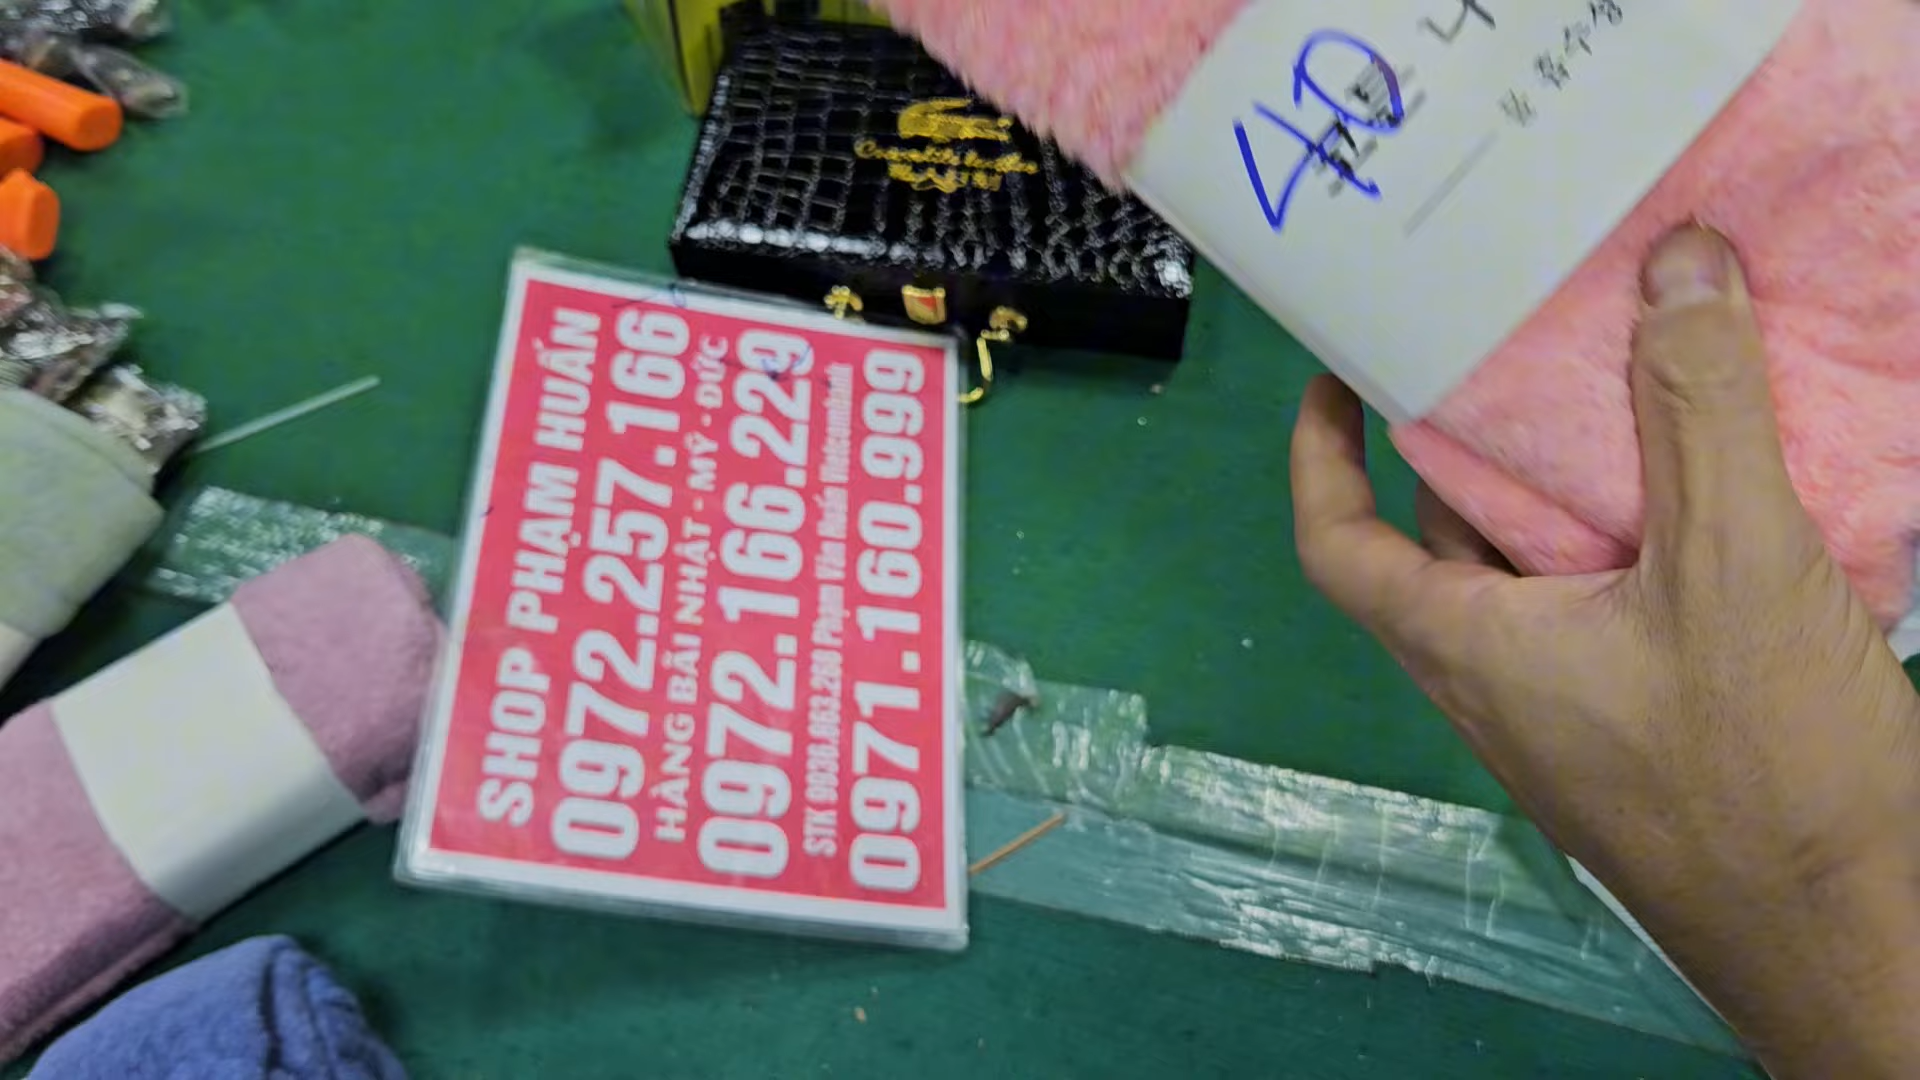 SHOP PHẠM HUẤN
0972.257.166
HÀNG BÃI NHẬT - MỸ - ĐỨC
0972.166.229
STK 9936.663.268 Phạm Văn Huấn Vietcombank
0971.160.999
40